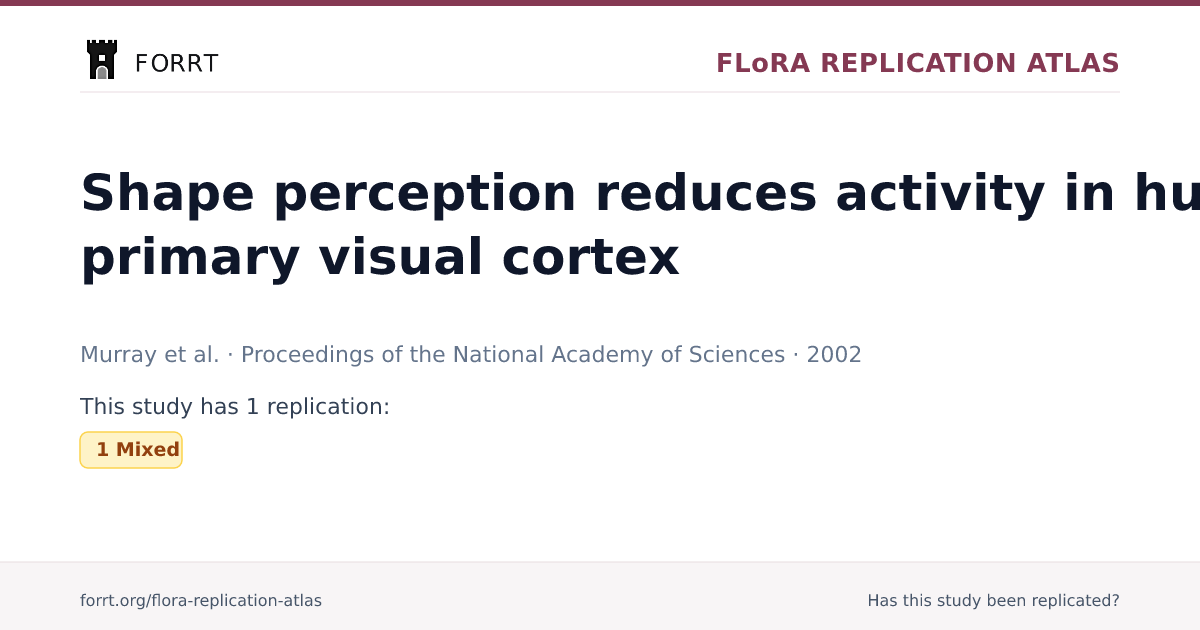 FORRT
FLoRA REPLICATION ATLAS
Shape perception reduces activity in hu
primary visual cortex
Murray et al. · Proceedings of the National Academy of Sciences · 2002
This study has 1 replication:
1 Mixed
forrt.org/flora-replication-atlas
Has this study been replicated?